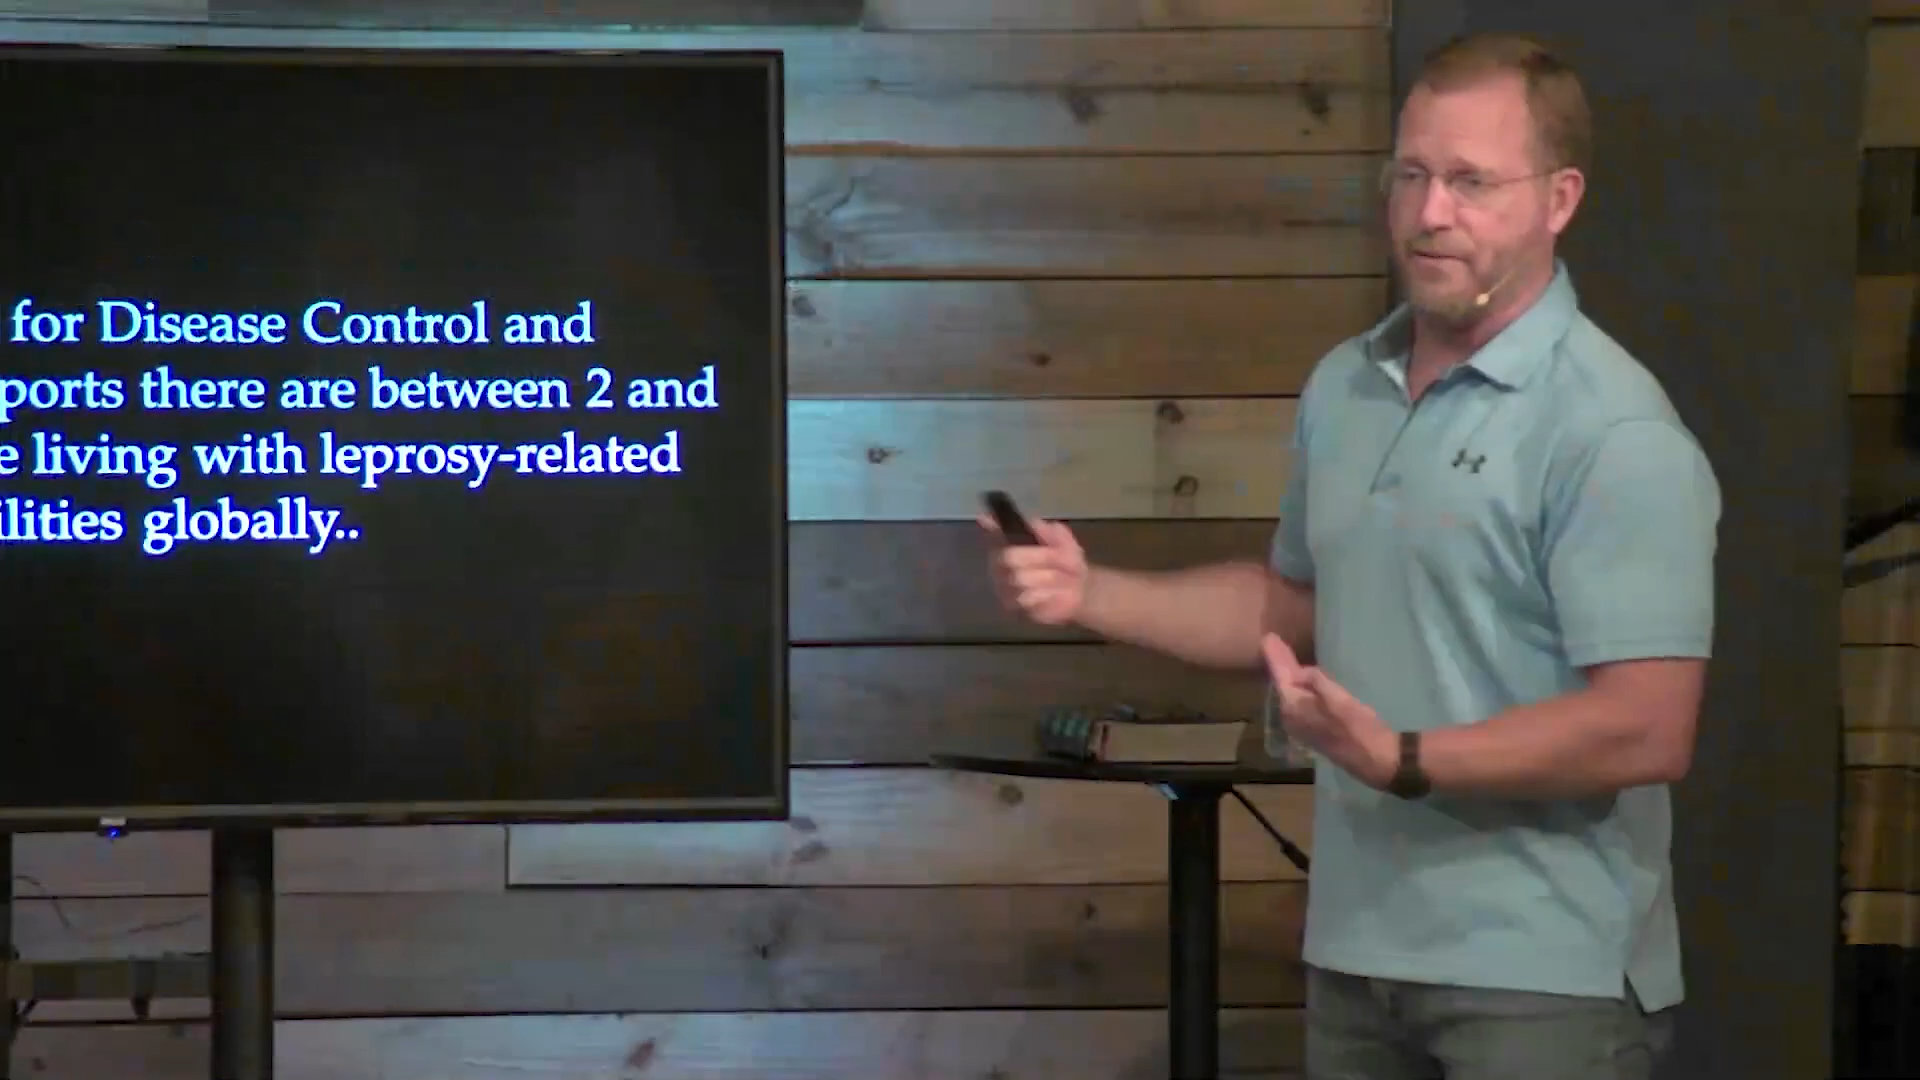 for Disease Control and
ports there are between 2 and
e living with leprosy-related
ilities globally..